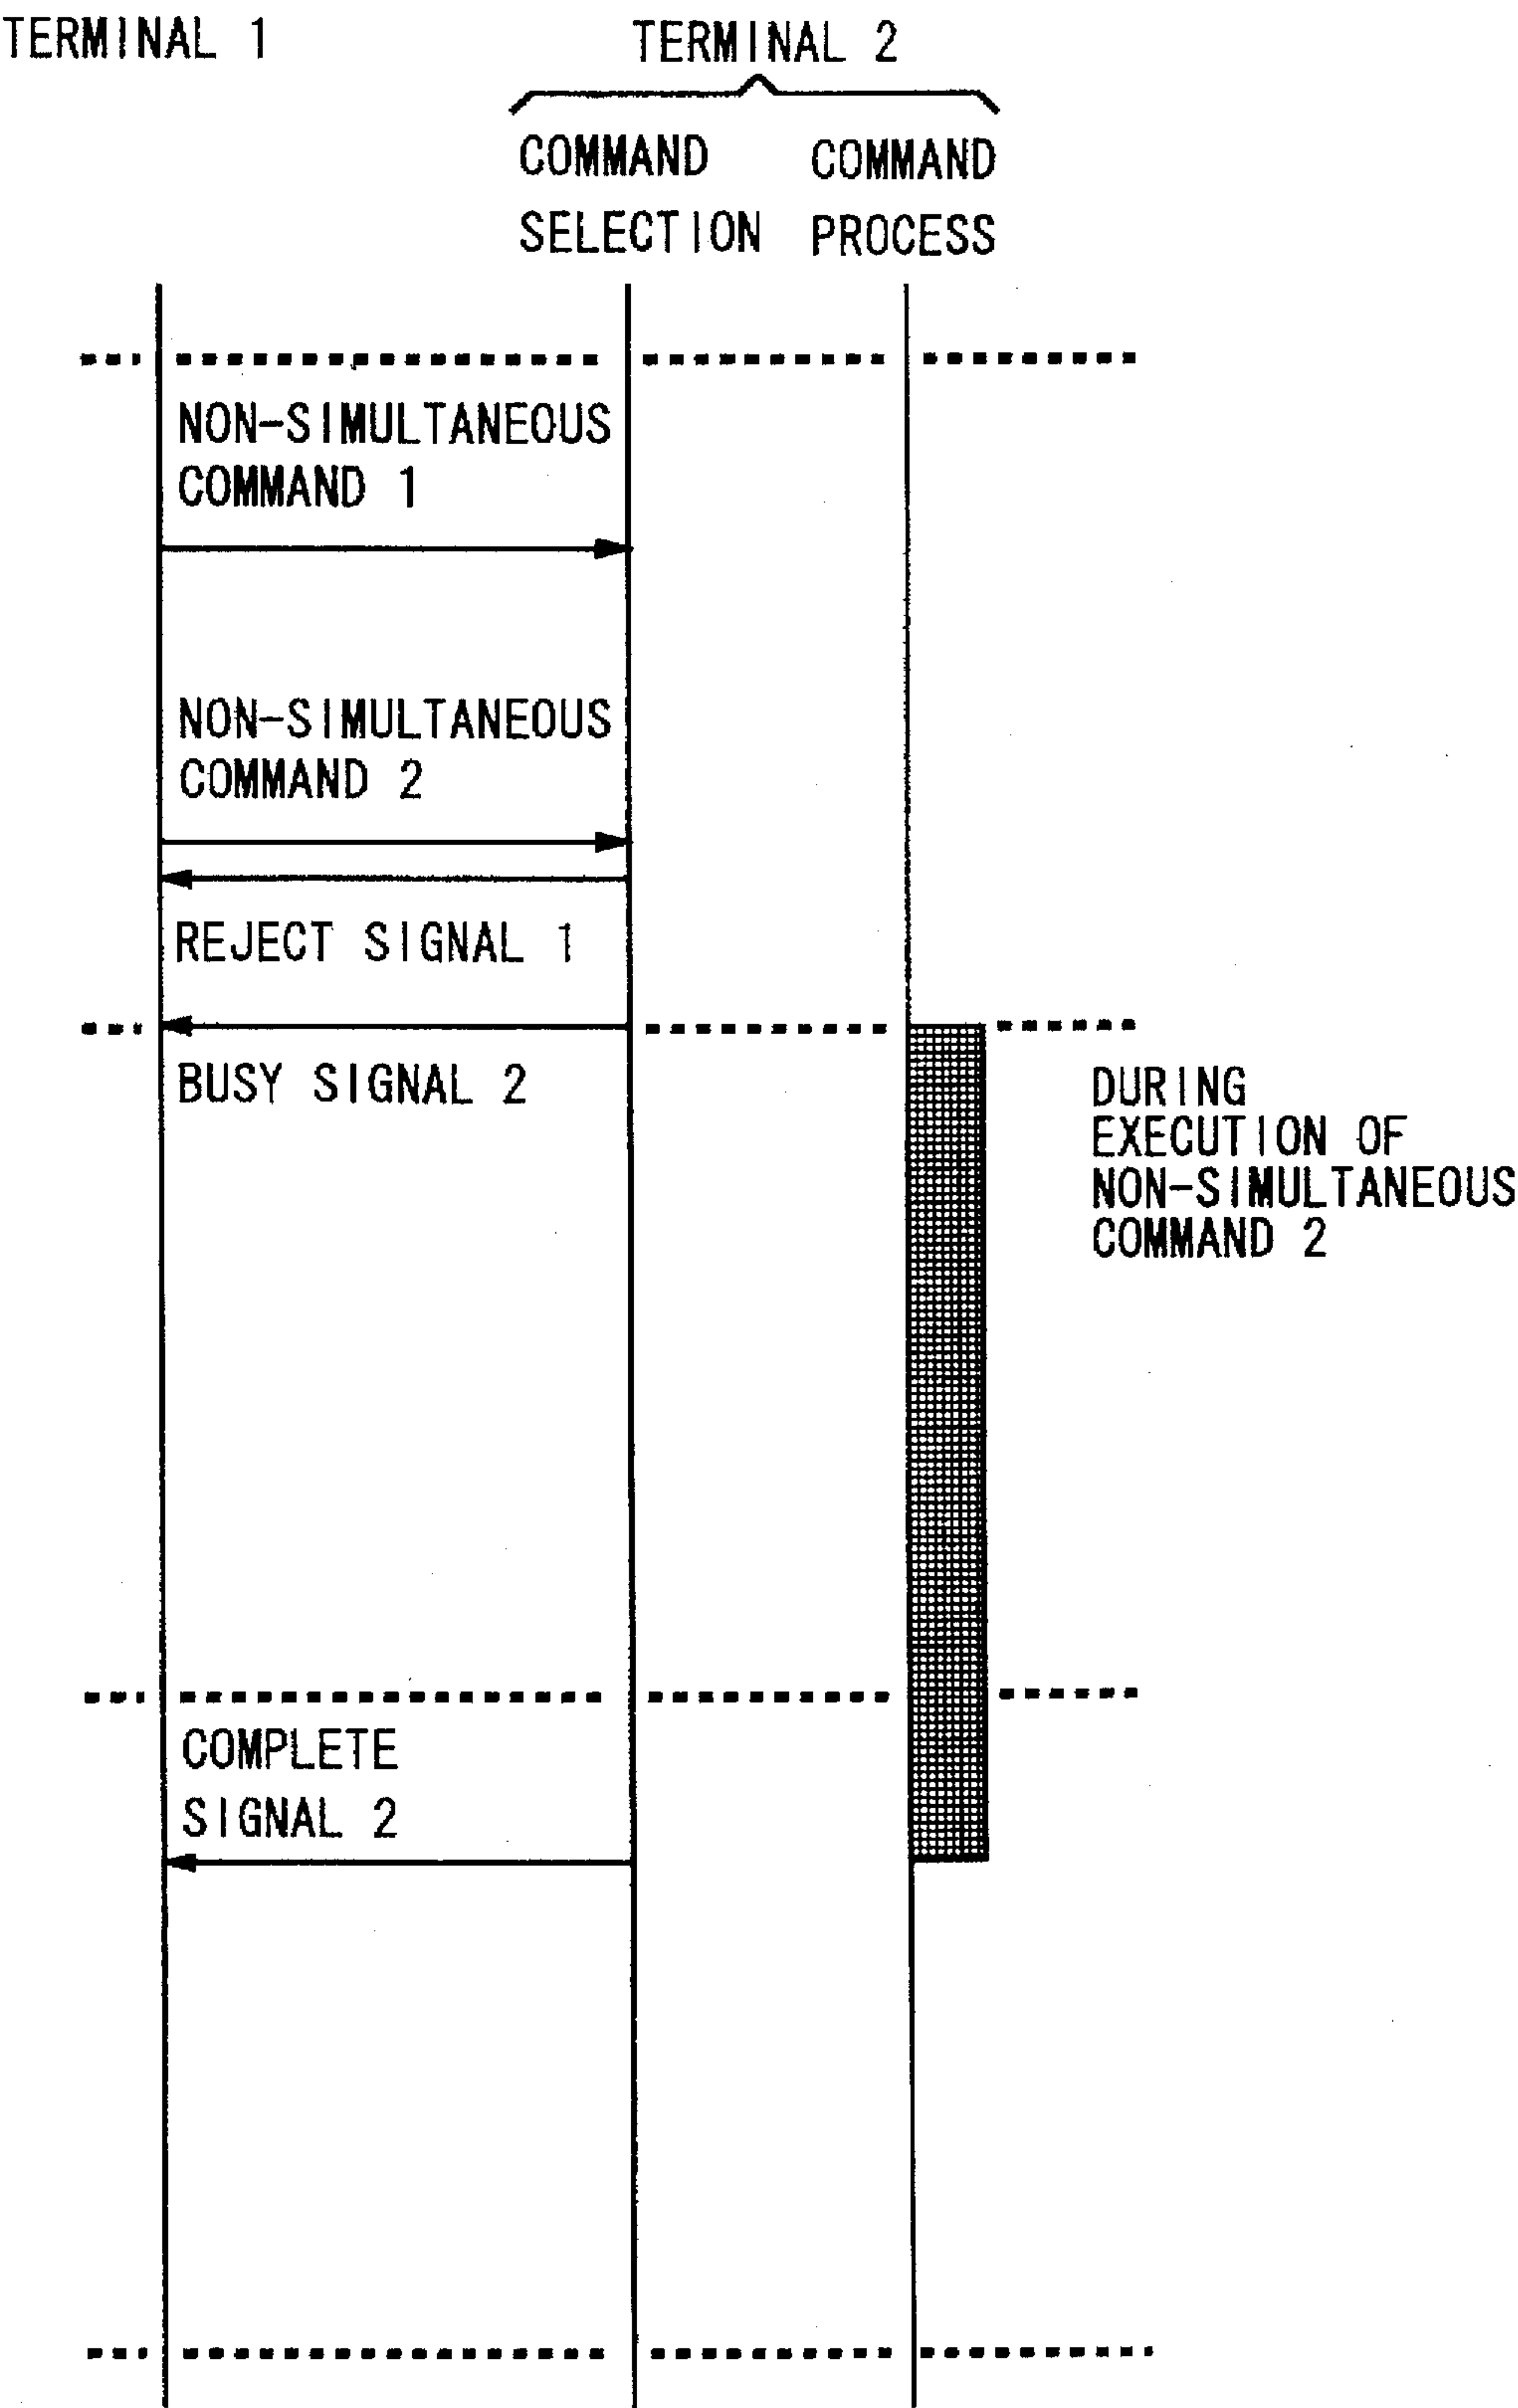 TERMINAL 1
TERMINAL 2
COMMAND
SELECTION
COMMAND
PROCESS
NON-SIMULTANEOUS
COMMAND 1
NON-SIMULTANEOUS
COMMAND 2
REJECT SIGNAL 1
BUSY SIGNAL 2
DURING
EXECUTION OF
NON-SIMULTANEOUS
COMMAND 2
COMPLETE
SIGNAL 2